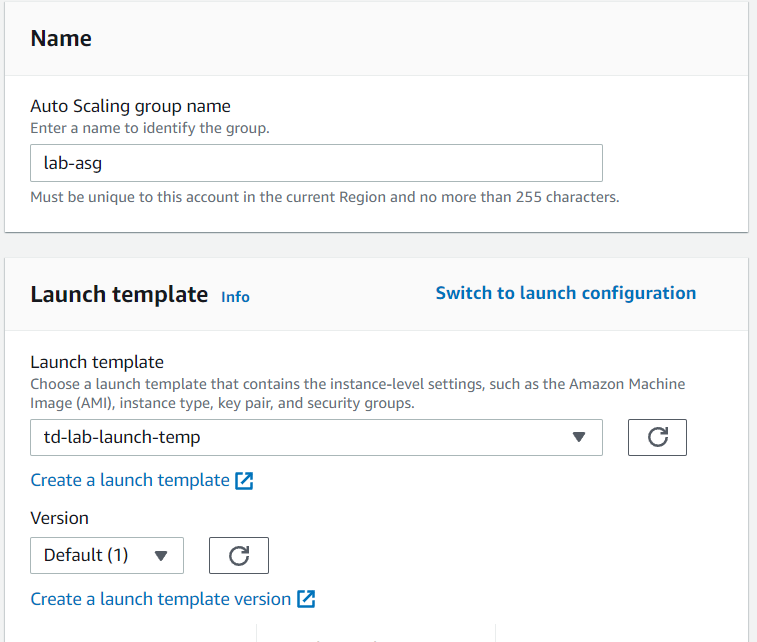 Name
Auto Scaling group name
Enter a name to identify the group.
lab-asg
Must be unique to this account in the current Region and no more than 255 characters.
Launch template Info
Switch to launch configuration
Launch template
Choose a launch template that contains the instance-level settings, such as the Amazon Machine
Image (AMI), instance type, key pair, and security groups.
td-lab-launch-temp
Create a launch template
Version
Default (1)
Create a launch template version